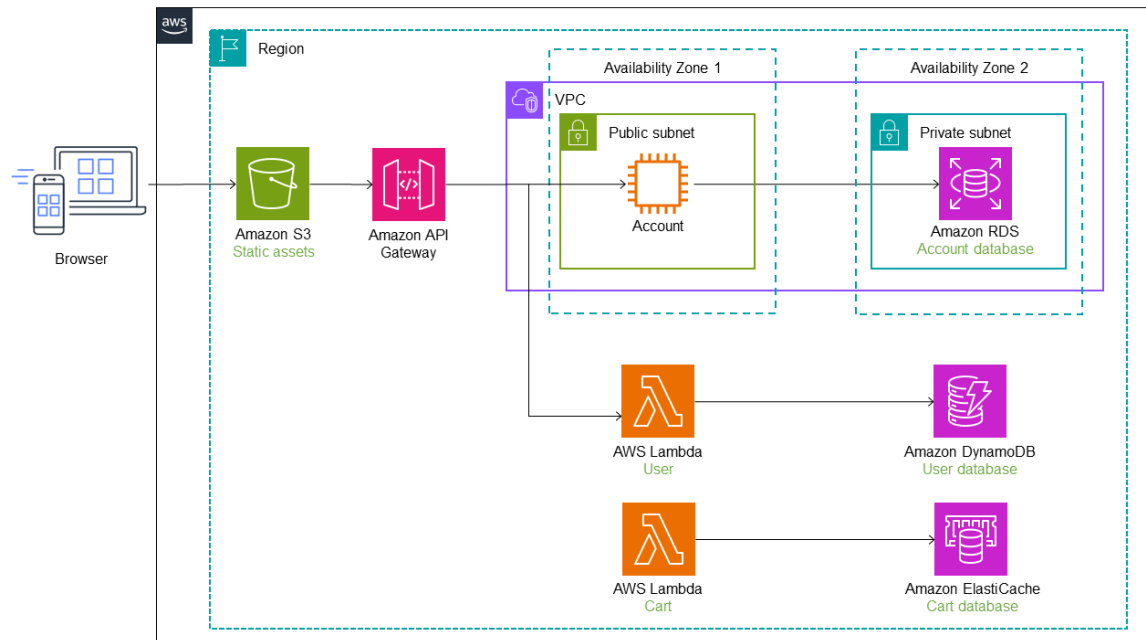 aws
Region
Availability Zone 1
Availability Zone 2
VPC
Public subnet
Private subnet
Account
Amazon S3
Static assets
Amazon API
Gateway
Amazon RDS
Account database
Browser
AWS Lambda
User
Amazon DynamoDB
User database
AWS Lambda
Cart
Amazon ElastiCache
Cart database